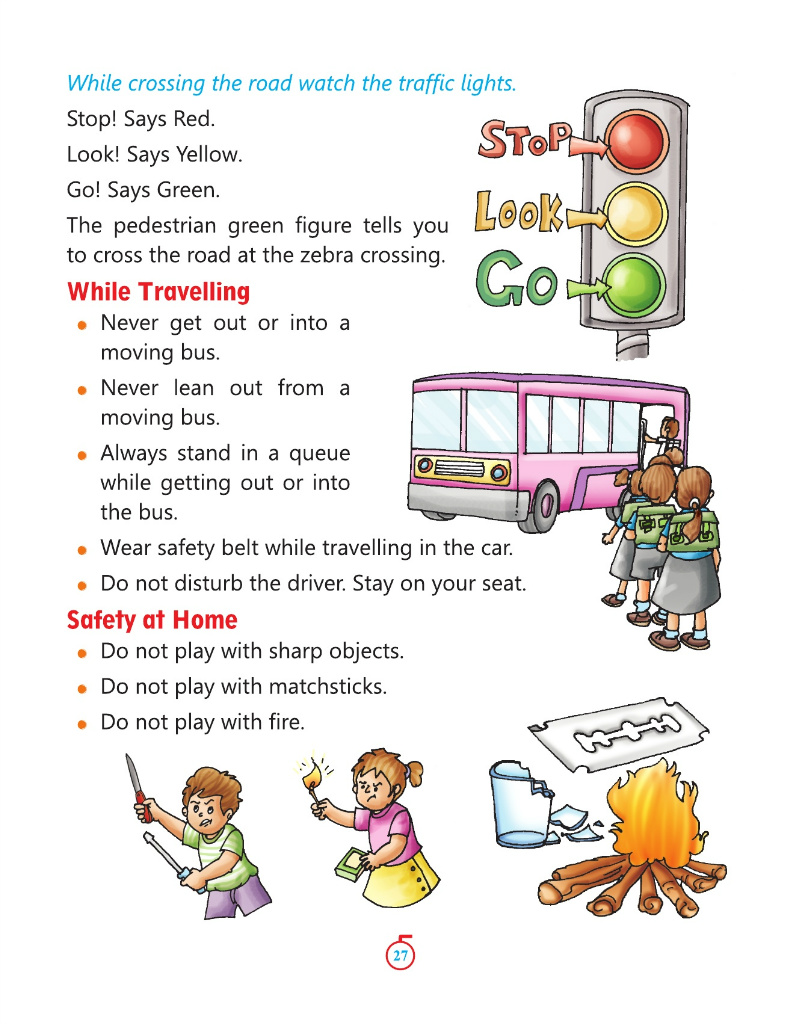 While crossing the road watch the traffic lights.
Stop! Says Red.
Look! Says Yellow.
Go! Says Green.
The pedestrian green figure tells you
to cross the road at the zebra crossing.
STOP
LOOK
GO
While Travelling
• Never get out or into a
moving bus.
• Never lean out from a
moving bus.
• Always stand in a queue
while getting out or into
the bus.
• Wear safety belt while travelling in the car.
• Do not disturb the driver. Stay on your seat.
Safety at Home
• Do not play with sharp objects.
• Do not play with matchsticks.
• Do not play with fire.
27